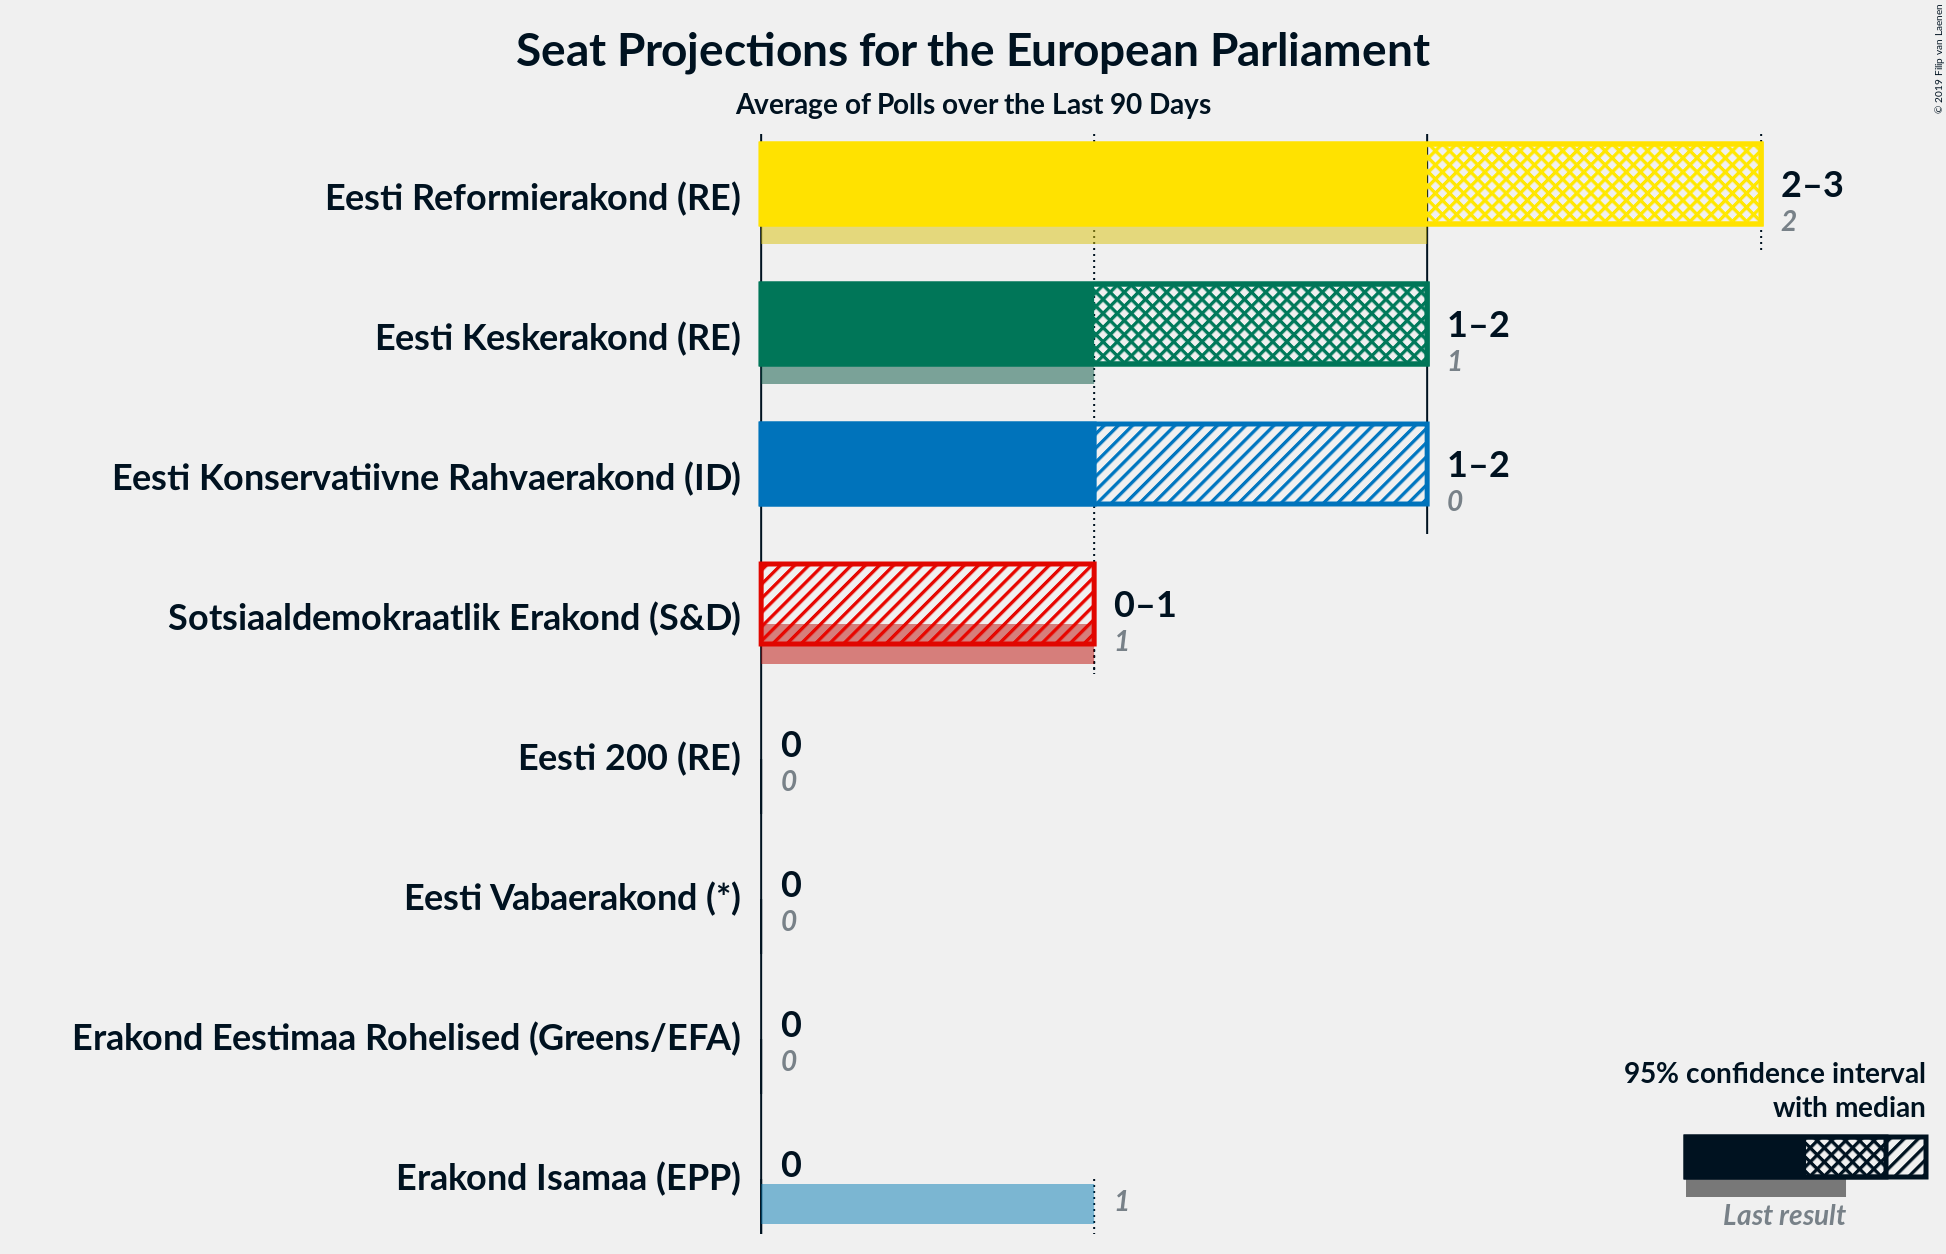 Seat Projections for the European Parliament
Average of Polls over the Last 90 Days
© 2019 Filip van Laenen
Eesti Reformierakond (RE)
2–3
2
Eesti Keskerakond (RE)
1–2
1
Eesti Konservatiivne Rahvaerakond (ID)
1–2
0
Sotsiaaldemokraatlik Erakond (S&D)
0–1
1
Eesti 200 (RE)
0
0
Eesti Vabaerakond (*)
0
0
Erakond Eestimaa Rohelised (Greens/EFA)
0
0
Erakond Isamaa (EPP)
0
1
95% confidence interval
with median
Last result